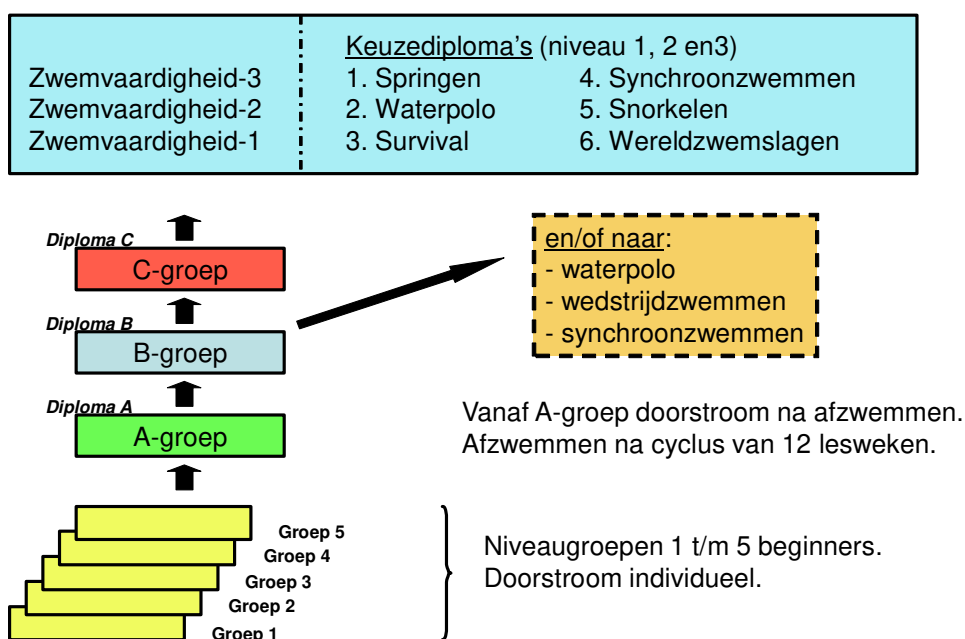 Zwemvaardigheid-3
Zwemvaardigheid-2
Zwemvaardigheid-1
Keuzediploma's (niveau 1, 2 en3)
1. Springen
2. Waterpolo
3. Survival
4. Synchroonzwemmen
5. Snorkelen
6. Wereldzwemslagen
Diploma C
C-groep
Diploma B
B-groep
Diploma A
A-groep
en/of naar:
- waterpolo
- wedstrijdzwemmen
- synchroonzwemmen
Vanaf A-groep doorstroom na afzwemmen.
Afzwemmen na cyclus van 12 lesweken.
Groep 5
Groep 4
Groep 3
Groep 2
Groep 1
Niveaugroepen 1 t/m 5 beginners.
Doorstroom individueel.